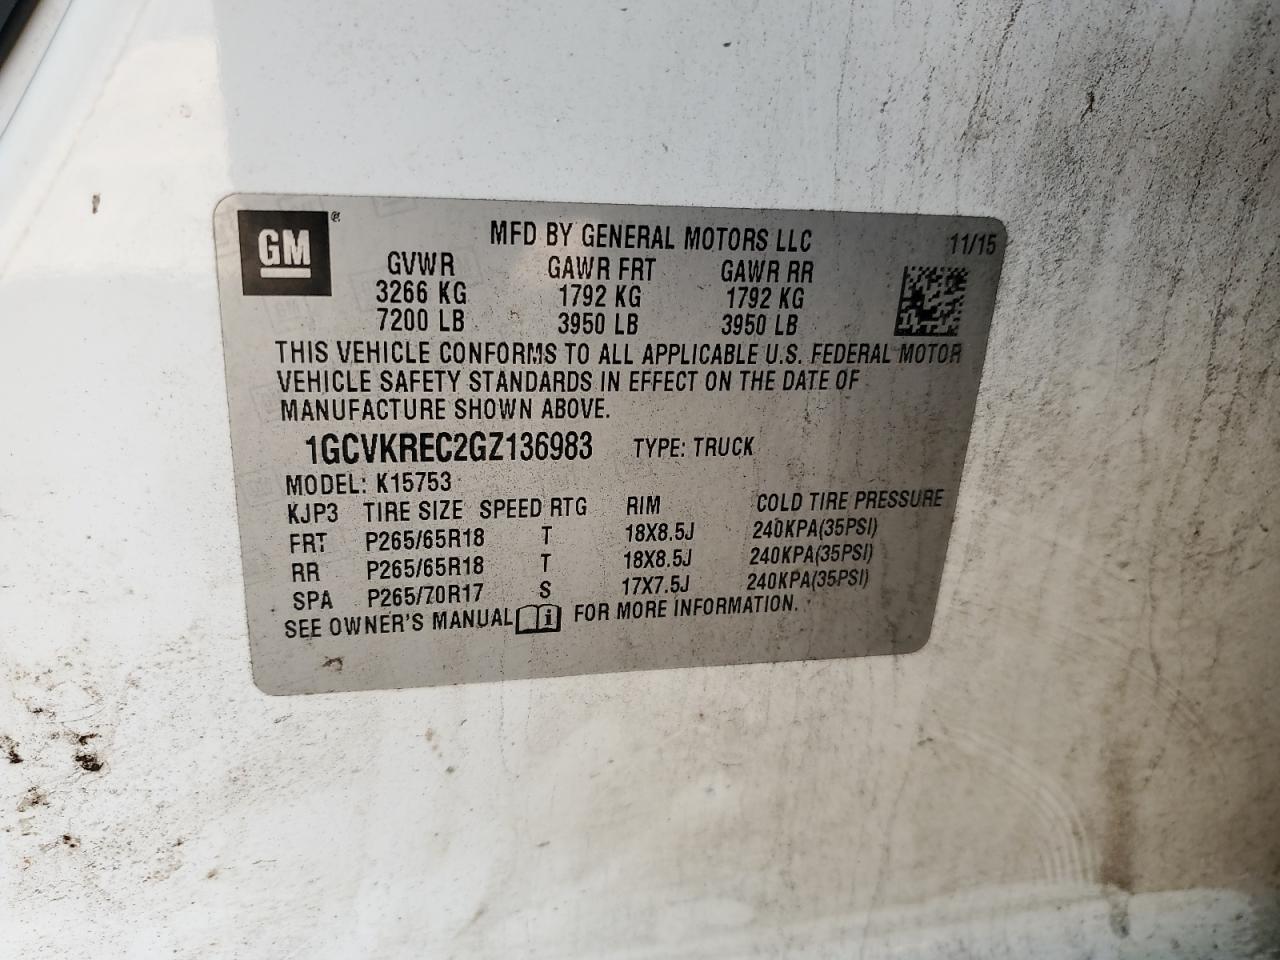 GM ®
MFD BY GENERAL MOTORS LLC 11/15
GVWR GAWR FRT GAWR RR
3266 KG 1792 KG 1792 KG
7200 LB 3950 LB 3950 LB
THIS VEHICLE CONFORMS TO ALL APPLICABLE U.S. FEDERAL MOTOR
VEHICLE SAFETY STANDARDS IN EFFECT ON THE DATE OF
MANUFACTURE SHOWN ABOVE.
1GCVKREC2GZ136983 TYPE: TRUCK
MODEL: K15753
KJP3 TIRE SIZE SPEED RTG RIM COLD TIRE PRESSURE
FRT P265/65R18 T 18X8.5J 240KPA(35PSI)
RR P265/65R18 T 18X8.5J 240KPA(35PSI)
SPA P265/70R17 S 17X7.5J 240KPA(35PSI)
SEE OWNER'S MANUAL i FOR MORE INFORMATION.